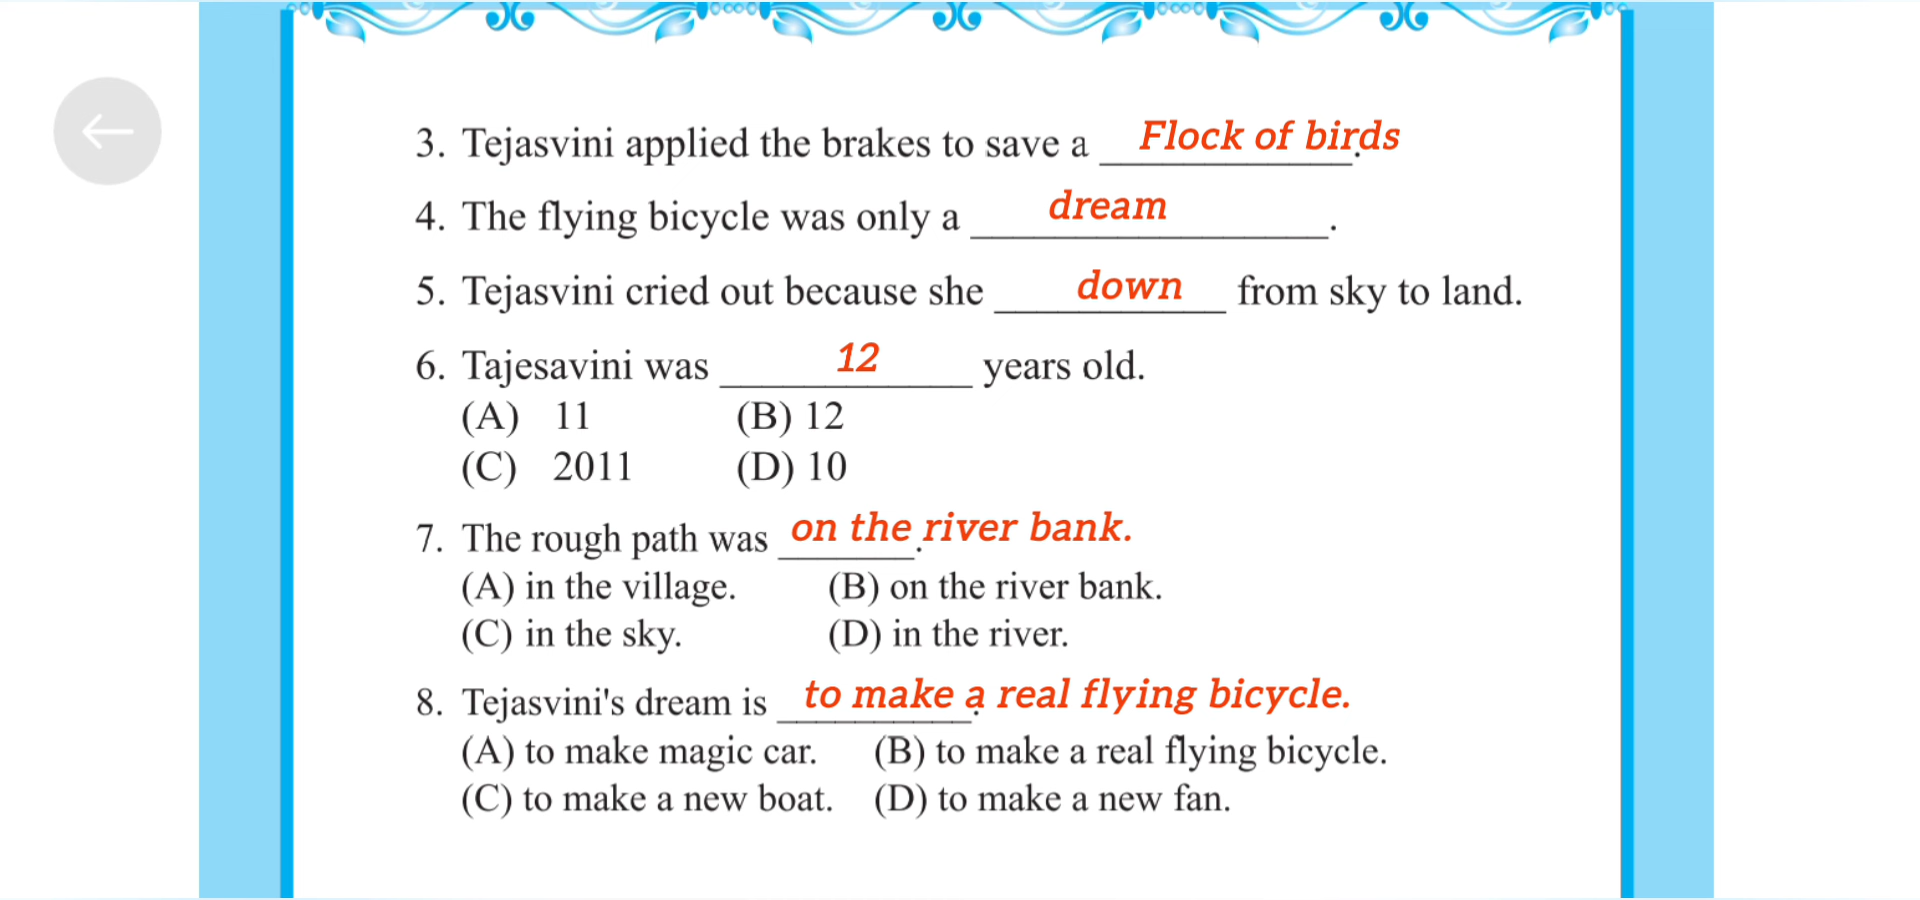 3. Tejasvini applied the brakes to save a Flock of birds.
4. The flying bicycle was only a dream.
5. Tejasvini cried out because she down from sky to land.
6. Tajesavini was 12 years old.
(A) 11 (B) 12
(C) 2011 (D) 10
7. The rough path was on the river bank.
(A) in the village. (B) on the river bank.
(C) in the sky. (D) in the river.
8. Tejasvini's dream is to make a real flying bicycle.
(A) to make magic car. (B) to make a real flying bicycle.
(C) to make a new boat. (D) to make a new fan.